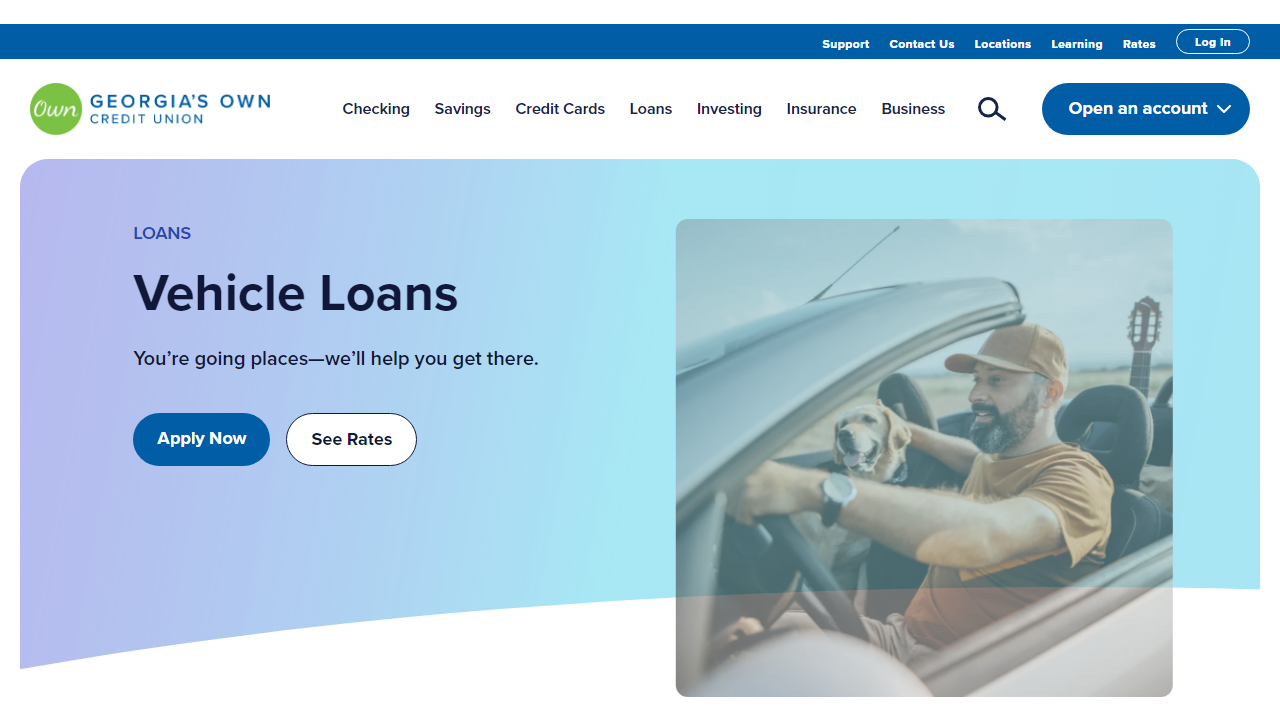 Support Contact Us Locations Learning Rates Log In
Own GEORGIA'S OWN
CREDIT UNION
Checking Savings Credit Cards Loans Investing Insurance Business Open an account
LOANS
Vehicle Loans
You’re going places—we’ll help you get there.
Apply Now See Rates